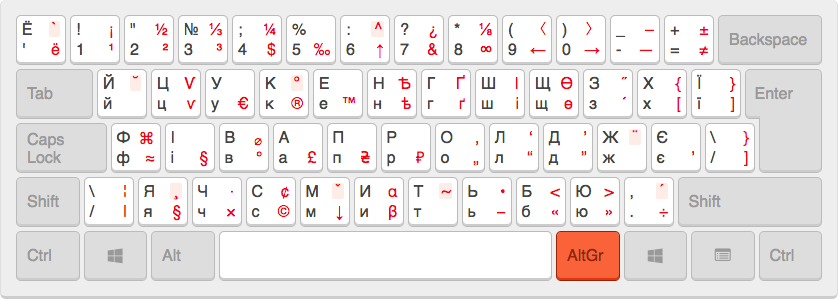 Ё ` ! ¡ " ½ № ⅓ ; ¼ % : ^ ? ¿ * ⅛ ( 〈 ) 〉 _ – + ± Backspace
' ё 1 ¹ 2 ² 3 ³ 4 $ 5 ‰ 6 ↑ 7 & 8 ∞ 9 ← 0 → - — = ≠
Tab Й ˘ Ц Ѵ У К ° Е Н Ѣ Г Ґ Ш І Щ Ѳ З ˝ Х { Ї } Enter
й ц ѵ у € к ® е ™ н ѣ г ґ ш і щ ѳ з ´ х [ ї ]
Caps Ф ⌘ І В ⌀ А П Р О ‚ Л ‘ Д ’ Ж ¨ Є \ }
Lock ф ≈ і § в ° а £ п ₴ р ₽ о „ л “ д ” ж є ’ / ]
Shift \ ¦ Я ¸ Ч · С ¢ М ˇ И α Т ~ Ь • Б < Ю > , ´ Shift
/ | я § ч × с © м ↓ и β т ь - б « ю » . ÷
Ctrl Alt AltGr Ctrl